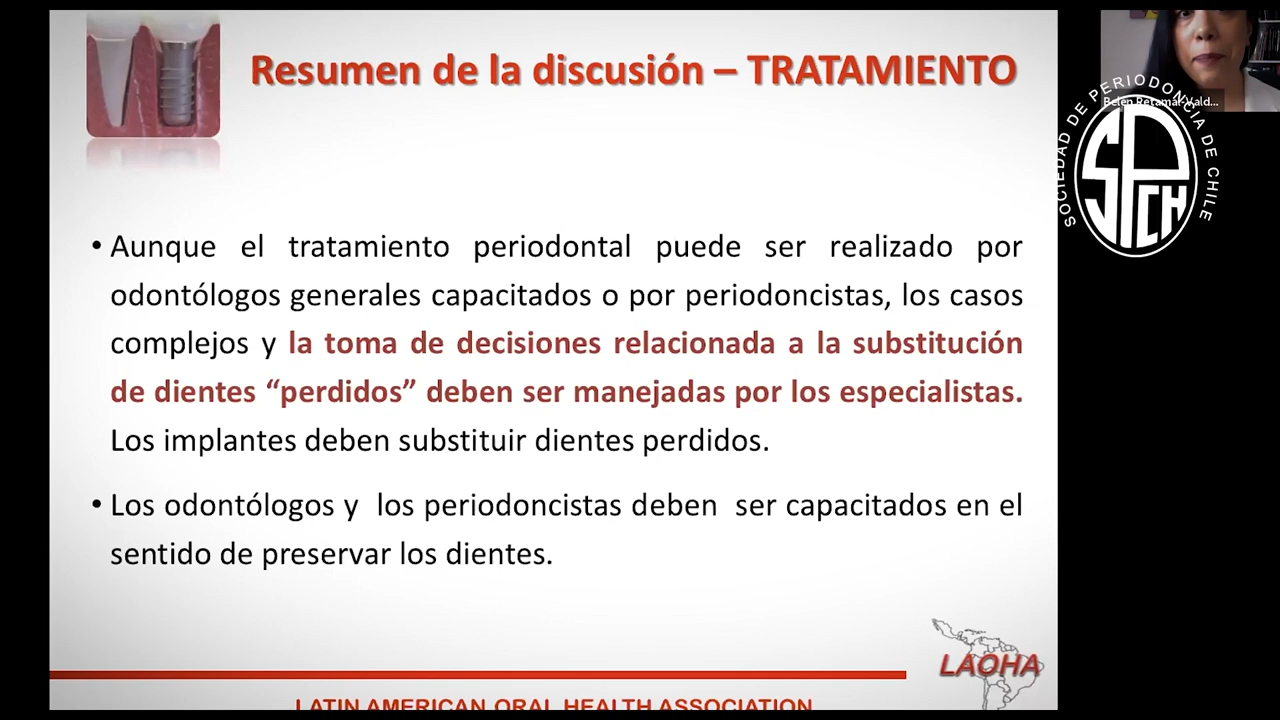 Resumen de la discusión – TRATAMIENTO
• Aunque el tratamiento periodontal puede ser realizado por
odontólogos generales capacitados o por periodoncistas, los casos
complejos y la toma de decisiones relacionada a la substitución
de dientes “perdidos” deben ser manejadas por los especialistas.
Los implantes deben substituir dientes perdidos.
• Los odontólogos y los periodoncistas deben ser capacitados en el
sentido de preservar los dientes.
LAOHA
LATIN AMERICAN ORAL HEALTH ASSOCIATION
Belén Retamal-Vald...
SOCIEDAD DE PERIODONCIA DE CHILE
SPCH